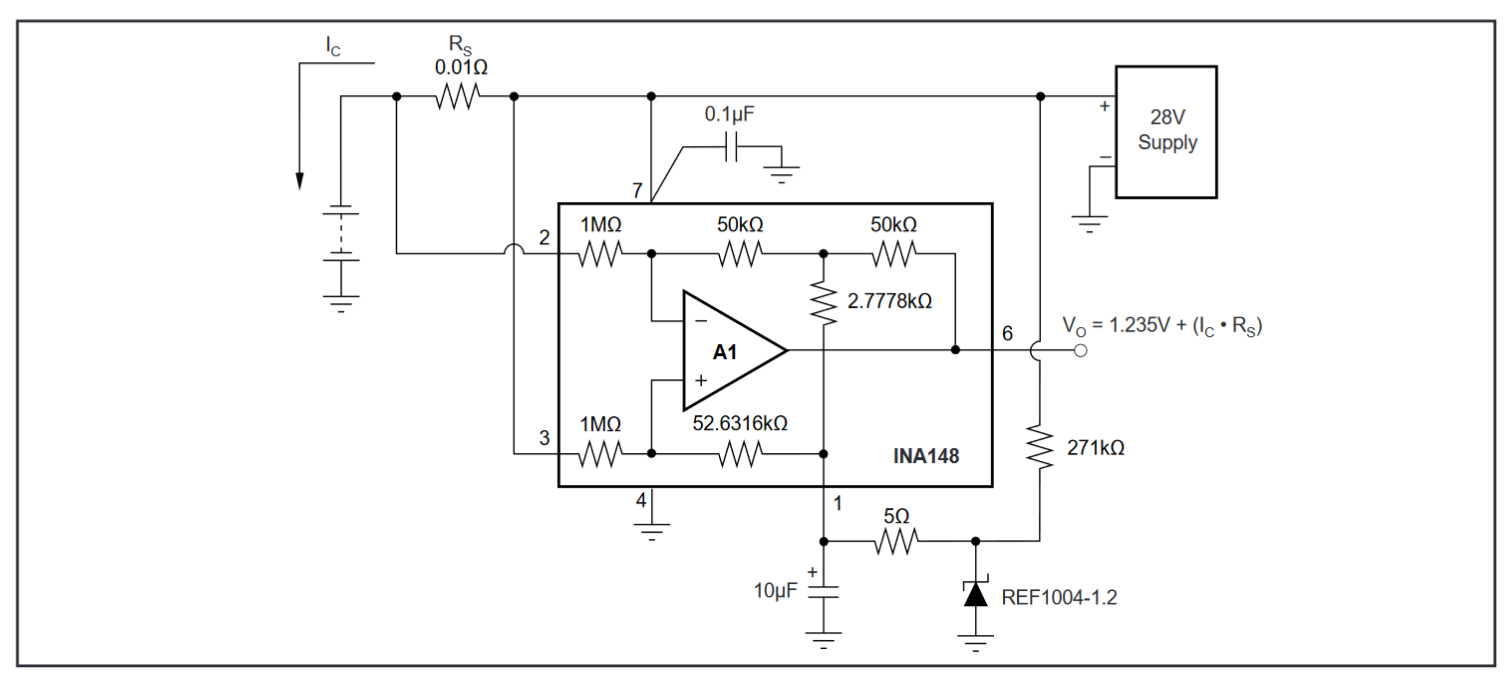 I_C
R_S
0.01Ω
0.1µF
+
28V
Supply
−
7
2
1MΩ
50kΩ
50kΩ
2.7778kΩ
−
A1
+
6
V_O = 1.235V + (I_C • R_S)
3
1MΩ
52.6316kΩ
INA148
271kΩ
4
1
5Ω
+
10µF
REF1004-1.2